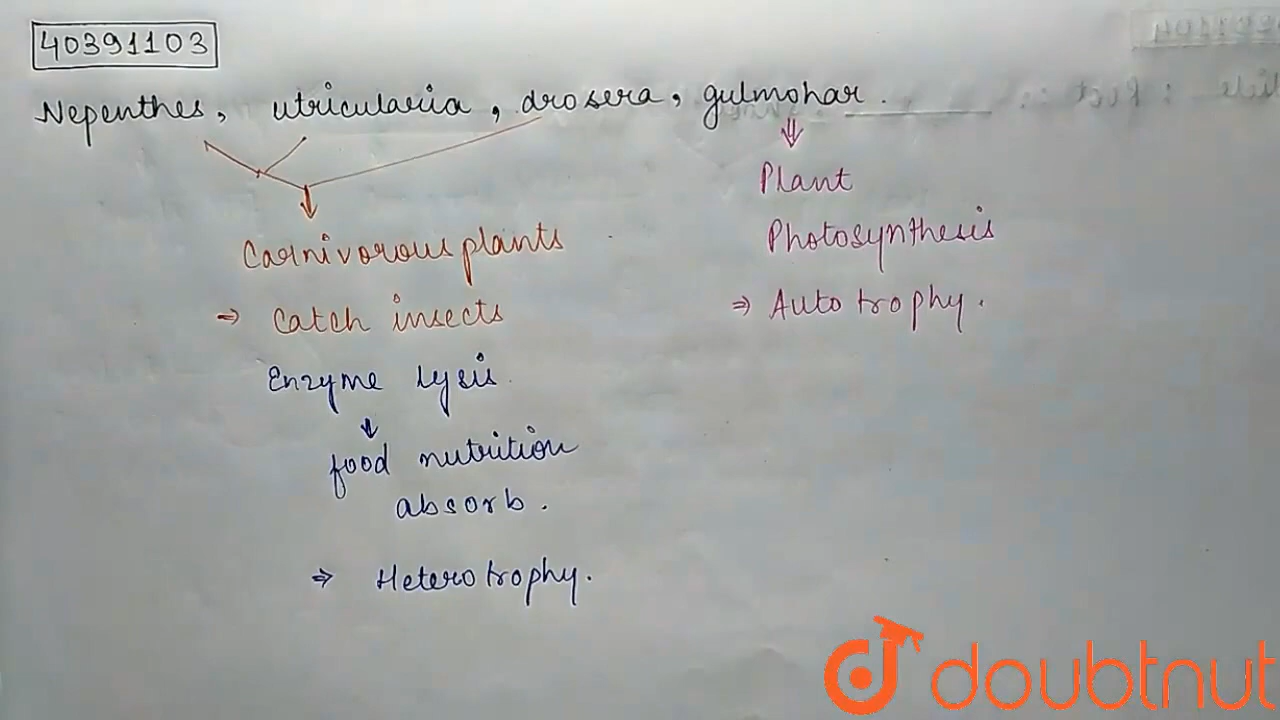 40391103
Nepenthes, utricularia, drosera, gulmohar.
Plant
Photosynthesis
⇒ Autotrophy.
Carnivorous plants
⇒ Catch insects
Enzyme lysis.
↓
food nutrition
absorb.
⇒ Heterotrophy.
doubtnut